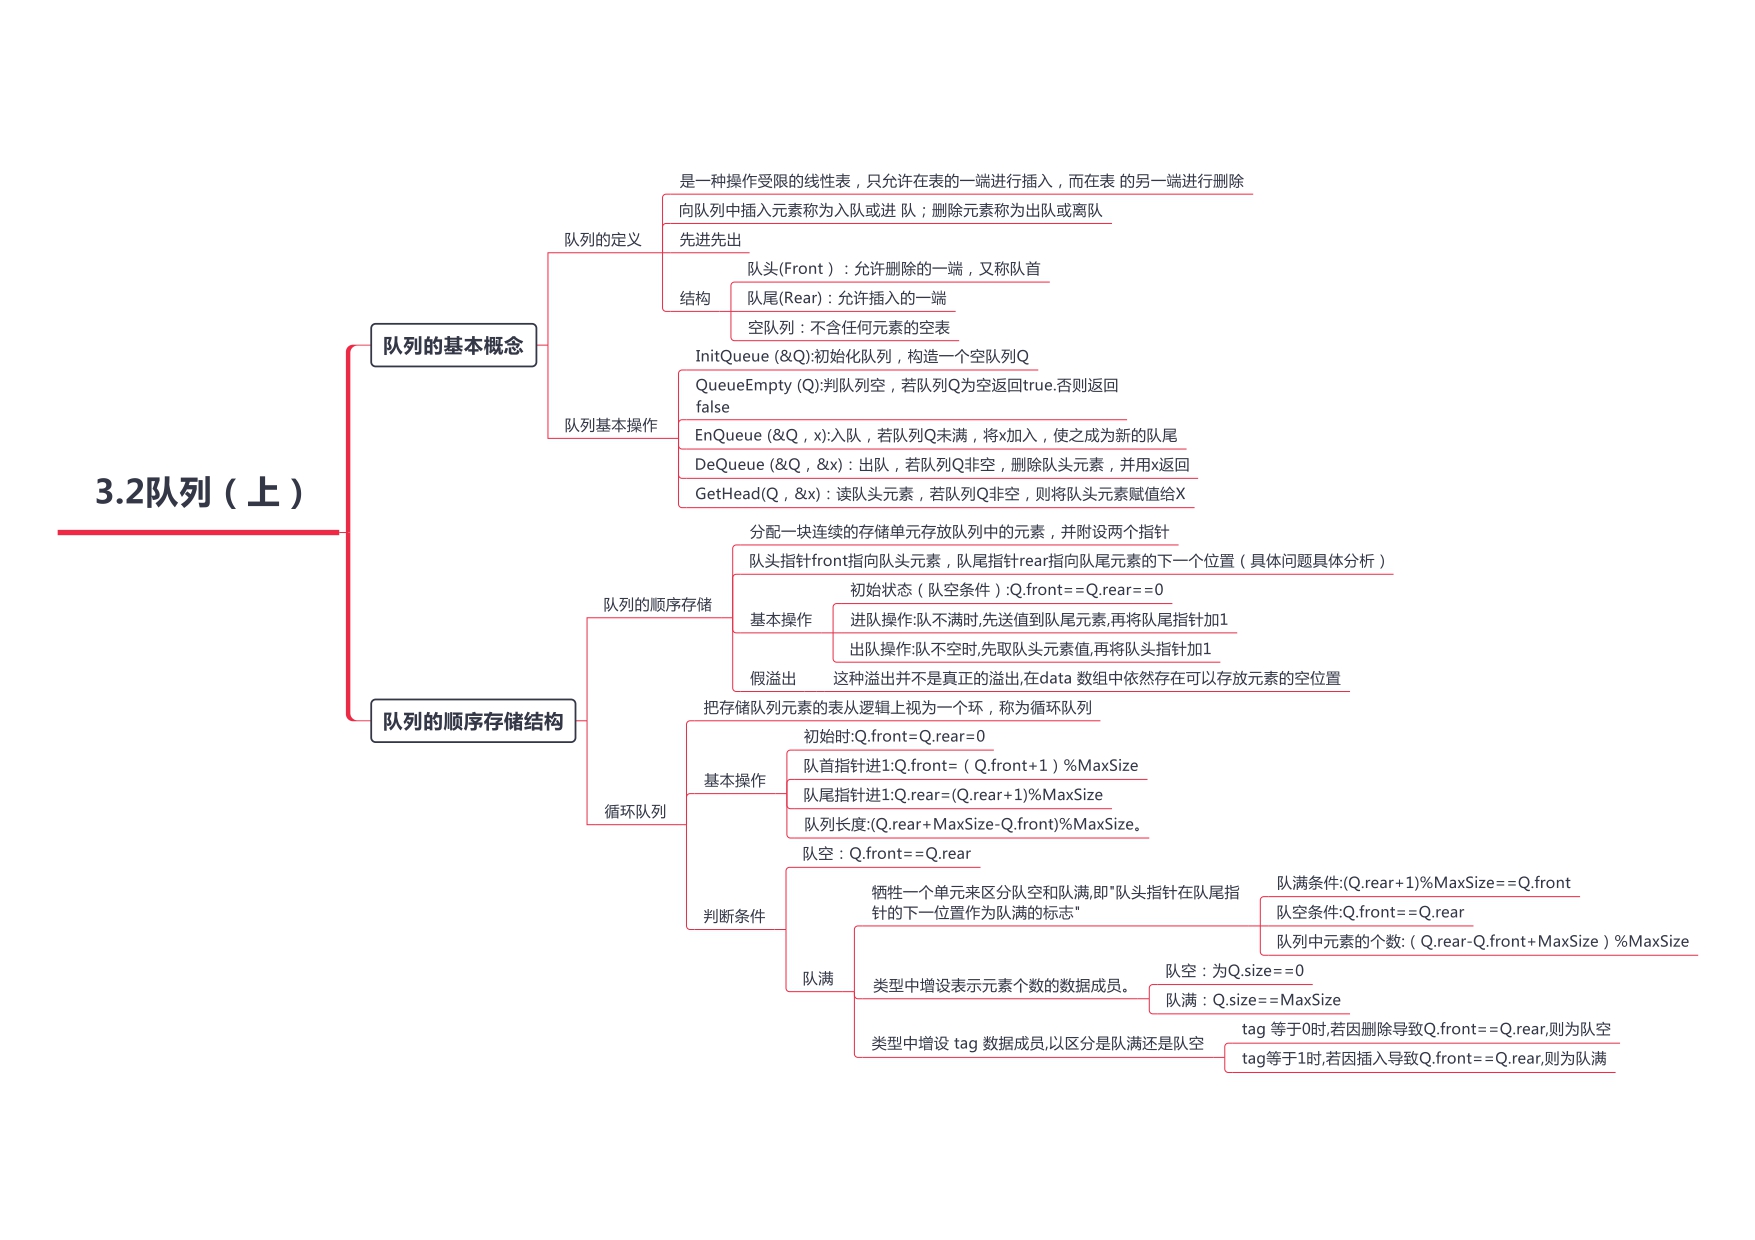 3.2队列（上）
队列的基本概念
队列的定义
是一种操作受限的线性表，只允许在表的一端进行插入，而在表 的另一端进行删除
向队列中插入元素称为入队或进 队；删除元素称为出队或离队
先进先出
结构
队头(Front ) ：允许删除的一端，又称队首
队尾(Rear)：允许插入的一端
空队列：不含任何元素的空表
队列基本操作
InitQueue (&Q):初始化队列，构造一个空队列Q
QueueEmpty (Q):判队列空，若队列Q为空返回true.否则返回
false
EnQueue (&Q，x):入队，若队列Q未满，将x加入，使之成为新的队尾
DeQueue (&Q，&x)：出队，若队列Q非空，删除队头元素，并用x返回
GetHead(Q，&x)：读队头元素，若队列Q非空，则将队头元素赋值给X
队列的顺序存储结构
队列的顺序存储
分配一块连续的存储单元存放队列中的元素，并附设两个指针
队头指针front指向队头元素，队尾指针rear指向队尾元素的下一个位置（具体问题具体分析）
基本操作
初始状态（队空条件）:Q.front==Q.rear==0
进队操作:队不满时,先送值到队尾元素,再将队尾指针加1
出队操作:队不空时,先取队头元素值,再将队头指针加1
假溢出
这种溢出并不是真正的溢出,在data 数组中依然存在可以存放元素的空位置
循环队列
把存储队列元素的表从逻辑上视为一个环，称为循环队列
基本操作
初始时:Q.front=Q.rear=0
队首指针进1:Q.front=（Q.front+1）%MaxSize
队尾指针进1:Q.rear=(Q.rear+1)%MaxSize
队列长度:(Q.rear+MaxSize-Q.front)%MaxSize。
判断条件
队空：Q.front==Q.rear
队满
牺牲一个单元来区分队空和队满,即"队头指针在队尾指
针的下一位置作为队满的标志"
队满条件:(Q.rear+1)%MaxSize==Q.front
队空条件:Q.front==Q.rear
队列中元素的个数:（Q.rear-Q.front+MaxSize）%MaxSize
类型中增设表示元素个数的数据成员。
队空：为Q.size==0
队满：Q.size==MaxSize
类型中增设 tag 数据成员,以区分是队满还是队空
tag 等于0时,若因删除导致Q.front==Q.rear,则为队空
tag等于1时,若因插入导致Q.front==Q.rear,则为队满